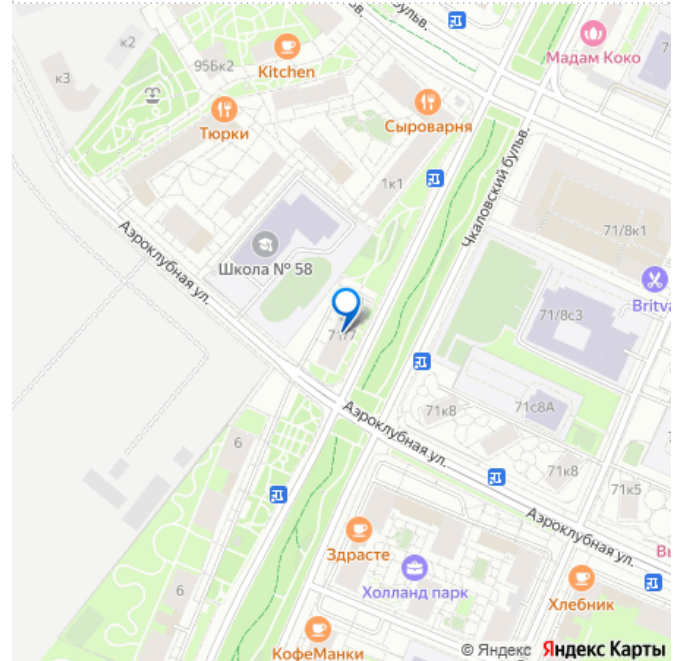 бульв.
к2
к3
95Бк2
Kitchen
Мадам Коко
Тюрки
Сыроварня
1к1
Чкаловский бульв.
71/8к1
Аэроклубная ул.
Школа № 58
Britva
71/8с3
71/7
Аэроклубная ул.
71к8
71с8А
6
71к8
71к5
Аэроклубная ул.
Здрасте
Холланд парк
6
Хлебник
КофеМанки
© Яндекс Яндекс Карты